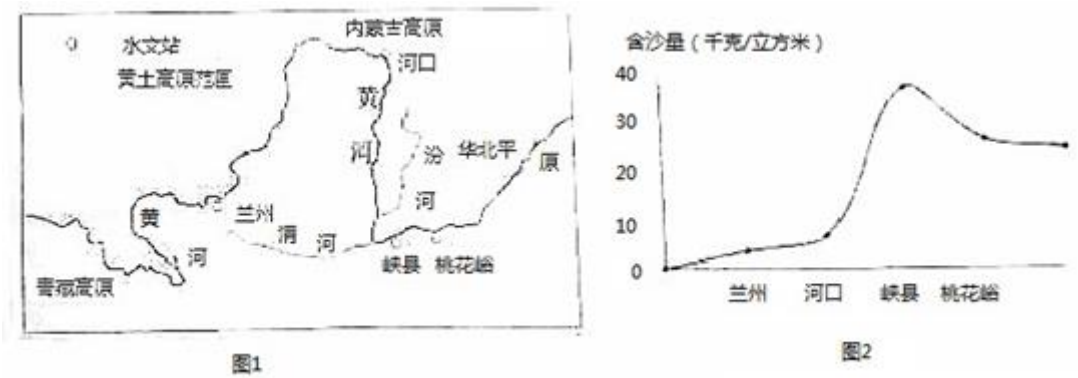 水文站
黄土高原范围
内蒙古高原
河口
黄
河
汾
河
华北平
原
兰州
渭 河
黄
河
峡县 桃花峪
青藏高原
图1
含沙量（千克/立方米）
40
30
20
10
0
兰州 河口 峡县 桃花峪
图2